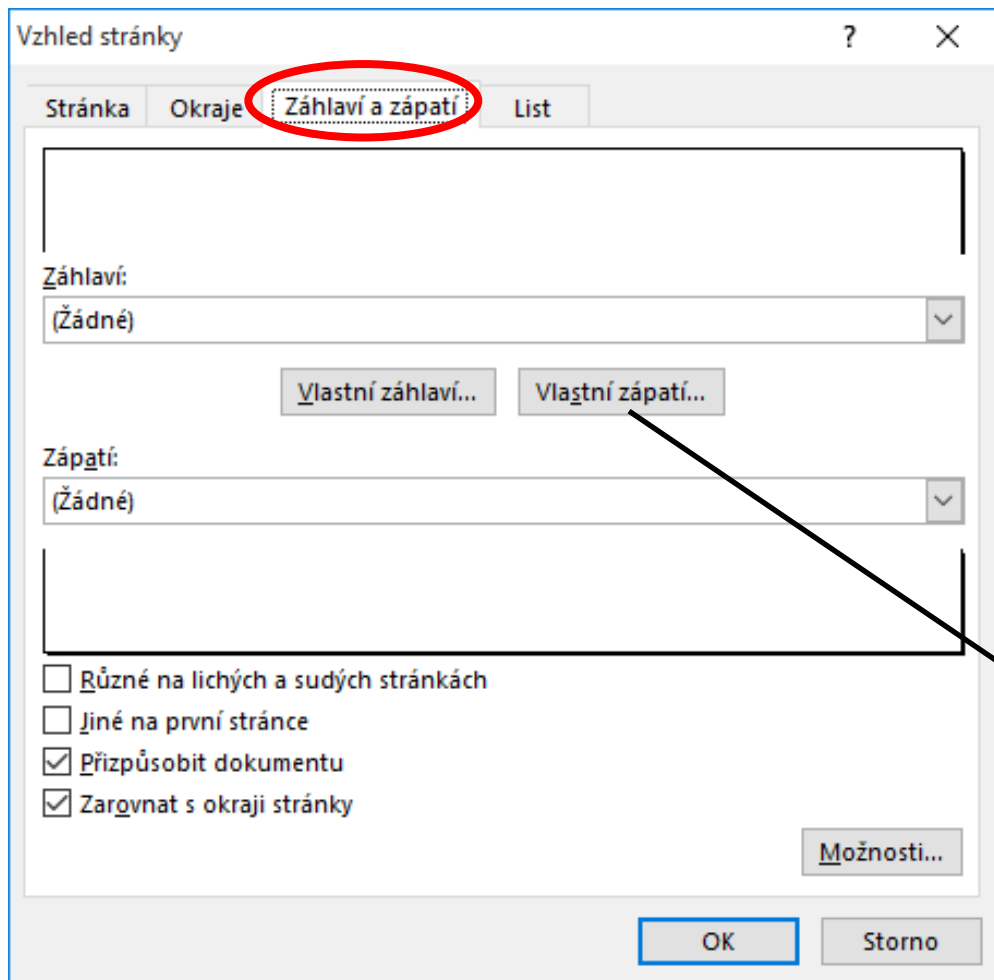 Vzhled stránky ?
Stránka Okraje Záhlaví a zápatí List
Záhlaví:
(Žádné)
Vlastní záhlaví... Vlastní zápatí...
Zápatí:
(Žádné)
Různé na lichých a sudých stránkách
Jiné na první stránce
Přizpůsobit dokumentu
Zarovnat s okraji stránky
Možnosti...
OK Storno